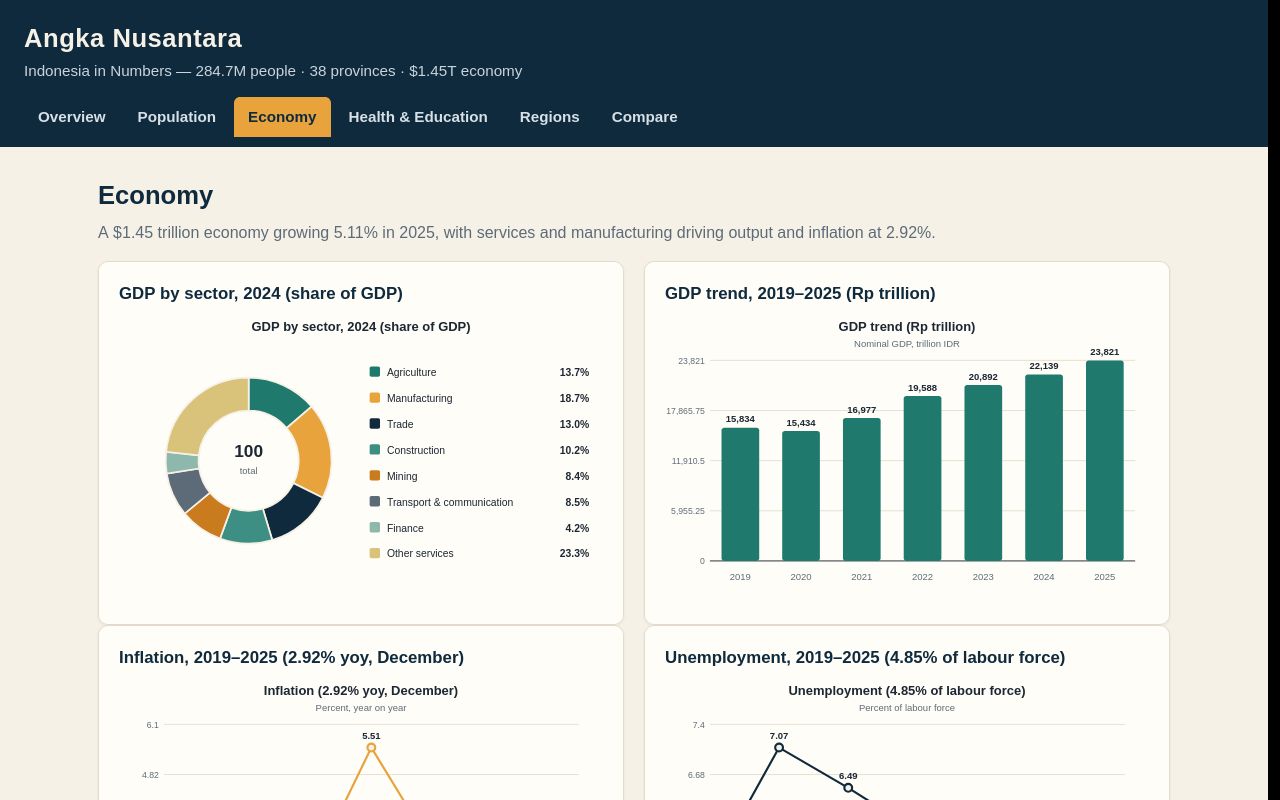 Angka Nusantara
Indonesia in Numbers — 284.7M people · 38 provinces · $1.45T economy
Overview Population Economy Health & Education Regions Compare
Economy
A $1.45 trillion economy growing 5.11% in 2025, with services and manufacturing driving output and inflation at 2.92%.
GDP by sector, 2024 (share of GDP)
GDP by sector, 2024 (share of GDP)
100
total
Agriculture 13.7%
Manufacturing 18.7%
Trade 13.0%
Construction 10.2%
Mining 8.4%
Transport & communication 8.5%
Finance 4.2%
Other services 23.3%
GDP trend, 2019–2025 (Rp trillion)
GDP trend (Rp trillion)
Nominal GDP, trillion IDR
23,821
17,865.75
11,910.5
5,955.25
0
15,834 15,434 16,977 19,588 20,892 22,139 23,821
2019 2020 2021 2022 2023 2024 2025
Inflation, 2019–2025 (2.92% yoy, December)
Inflation (2.92% yoy, December)
Percent, year on year
6.1
5.51
4.82
Unemployment, 2019–2025 (4.85% of labour force)
Unemployment (4.85% of labour force)
Percent of labour force
7.4
7.07
6.68
6.49